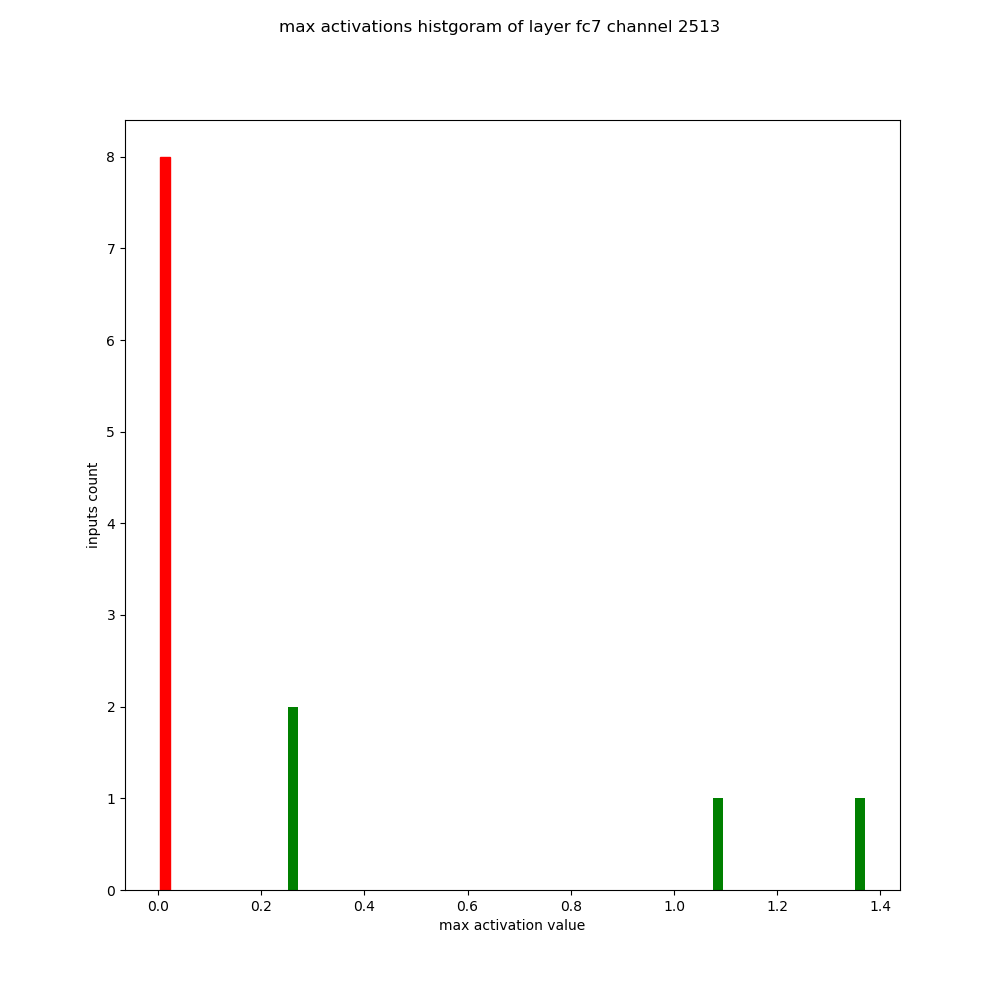 max activations histgoram of layer fc7 channel 2513
8
7
6
5
4
3
2
1
0
inputs count
0.0 0.2 0.4 0.6 0.8 1.0 1.2 1.4
max activation value